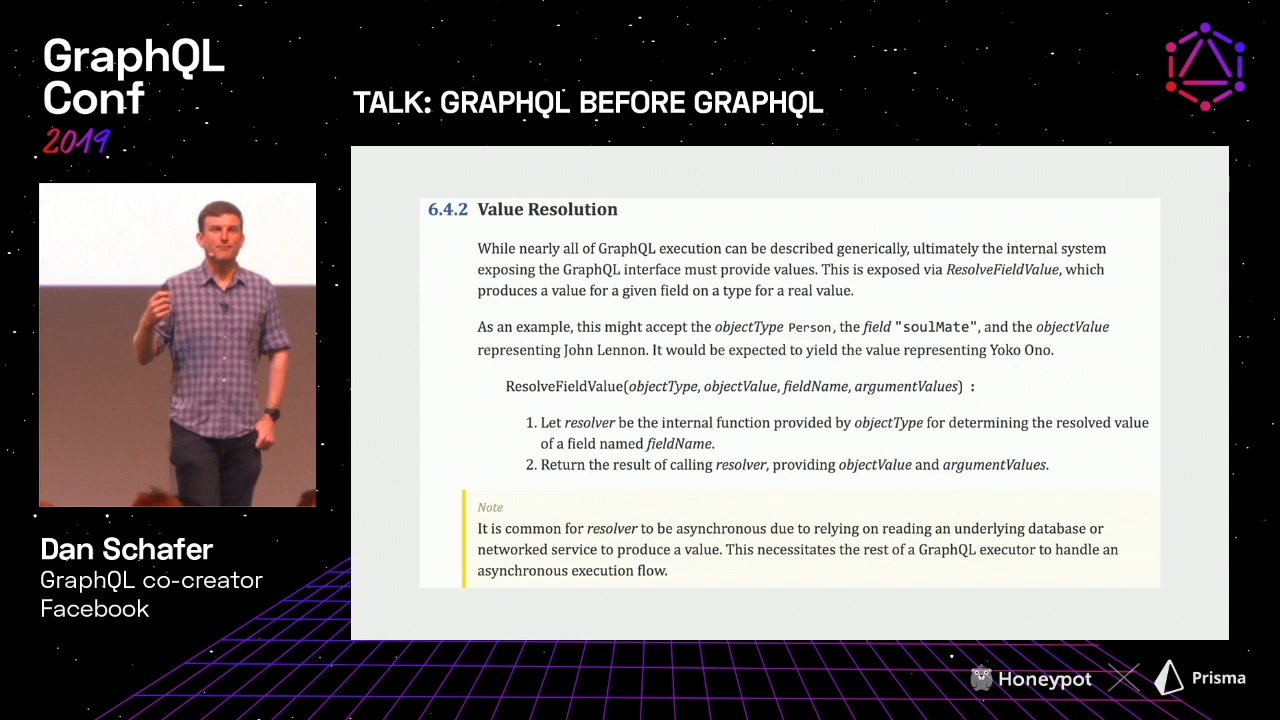 GraphQL
Conf
2019
TALK: GRAPHQL BEFORE GRAPHQL
6.4.2 Value Resolution
While nearly all of GraphQL execution can be described generically, ultimately the internal system
exposing the GraphQL interface must provide values. This is exposed via ResolveFieldValue, which
produces a value for a given field on a type for a real value.
As an example, this might accept the objectType Person, the field "soulMate", and the objectValue
representing John Lennon. It would be expected to yield the value representing Yoko Ono.
ResolveFieldValue(objectType, objectValue, fieldName, argumentValues) :
1. Let resolver be the internal function provided by objectType for determining the resolved value
of a field named fieldName.
2. Return the result of calling resolver, providing objectValue and argumentValues.
Note
It is common for resolver to be asynchronous due to relying on reading an underlying database or
networked service to produce a value. This necessitates the rest of a GraphQL executor to handle an
asynchronous execution flow.
Dan Schafer
GraphQL co-creator
Facebook
Honeypot
Prisma